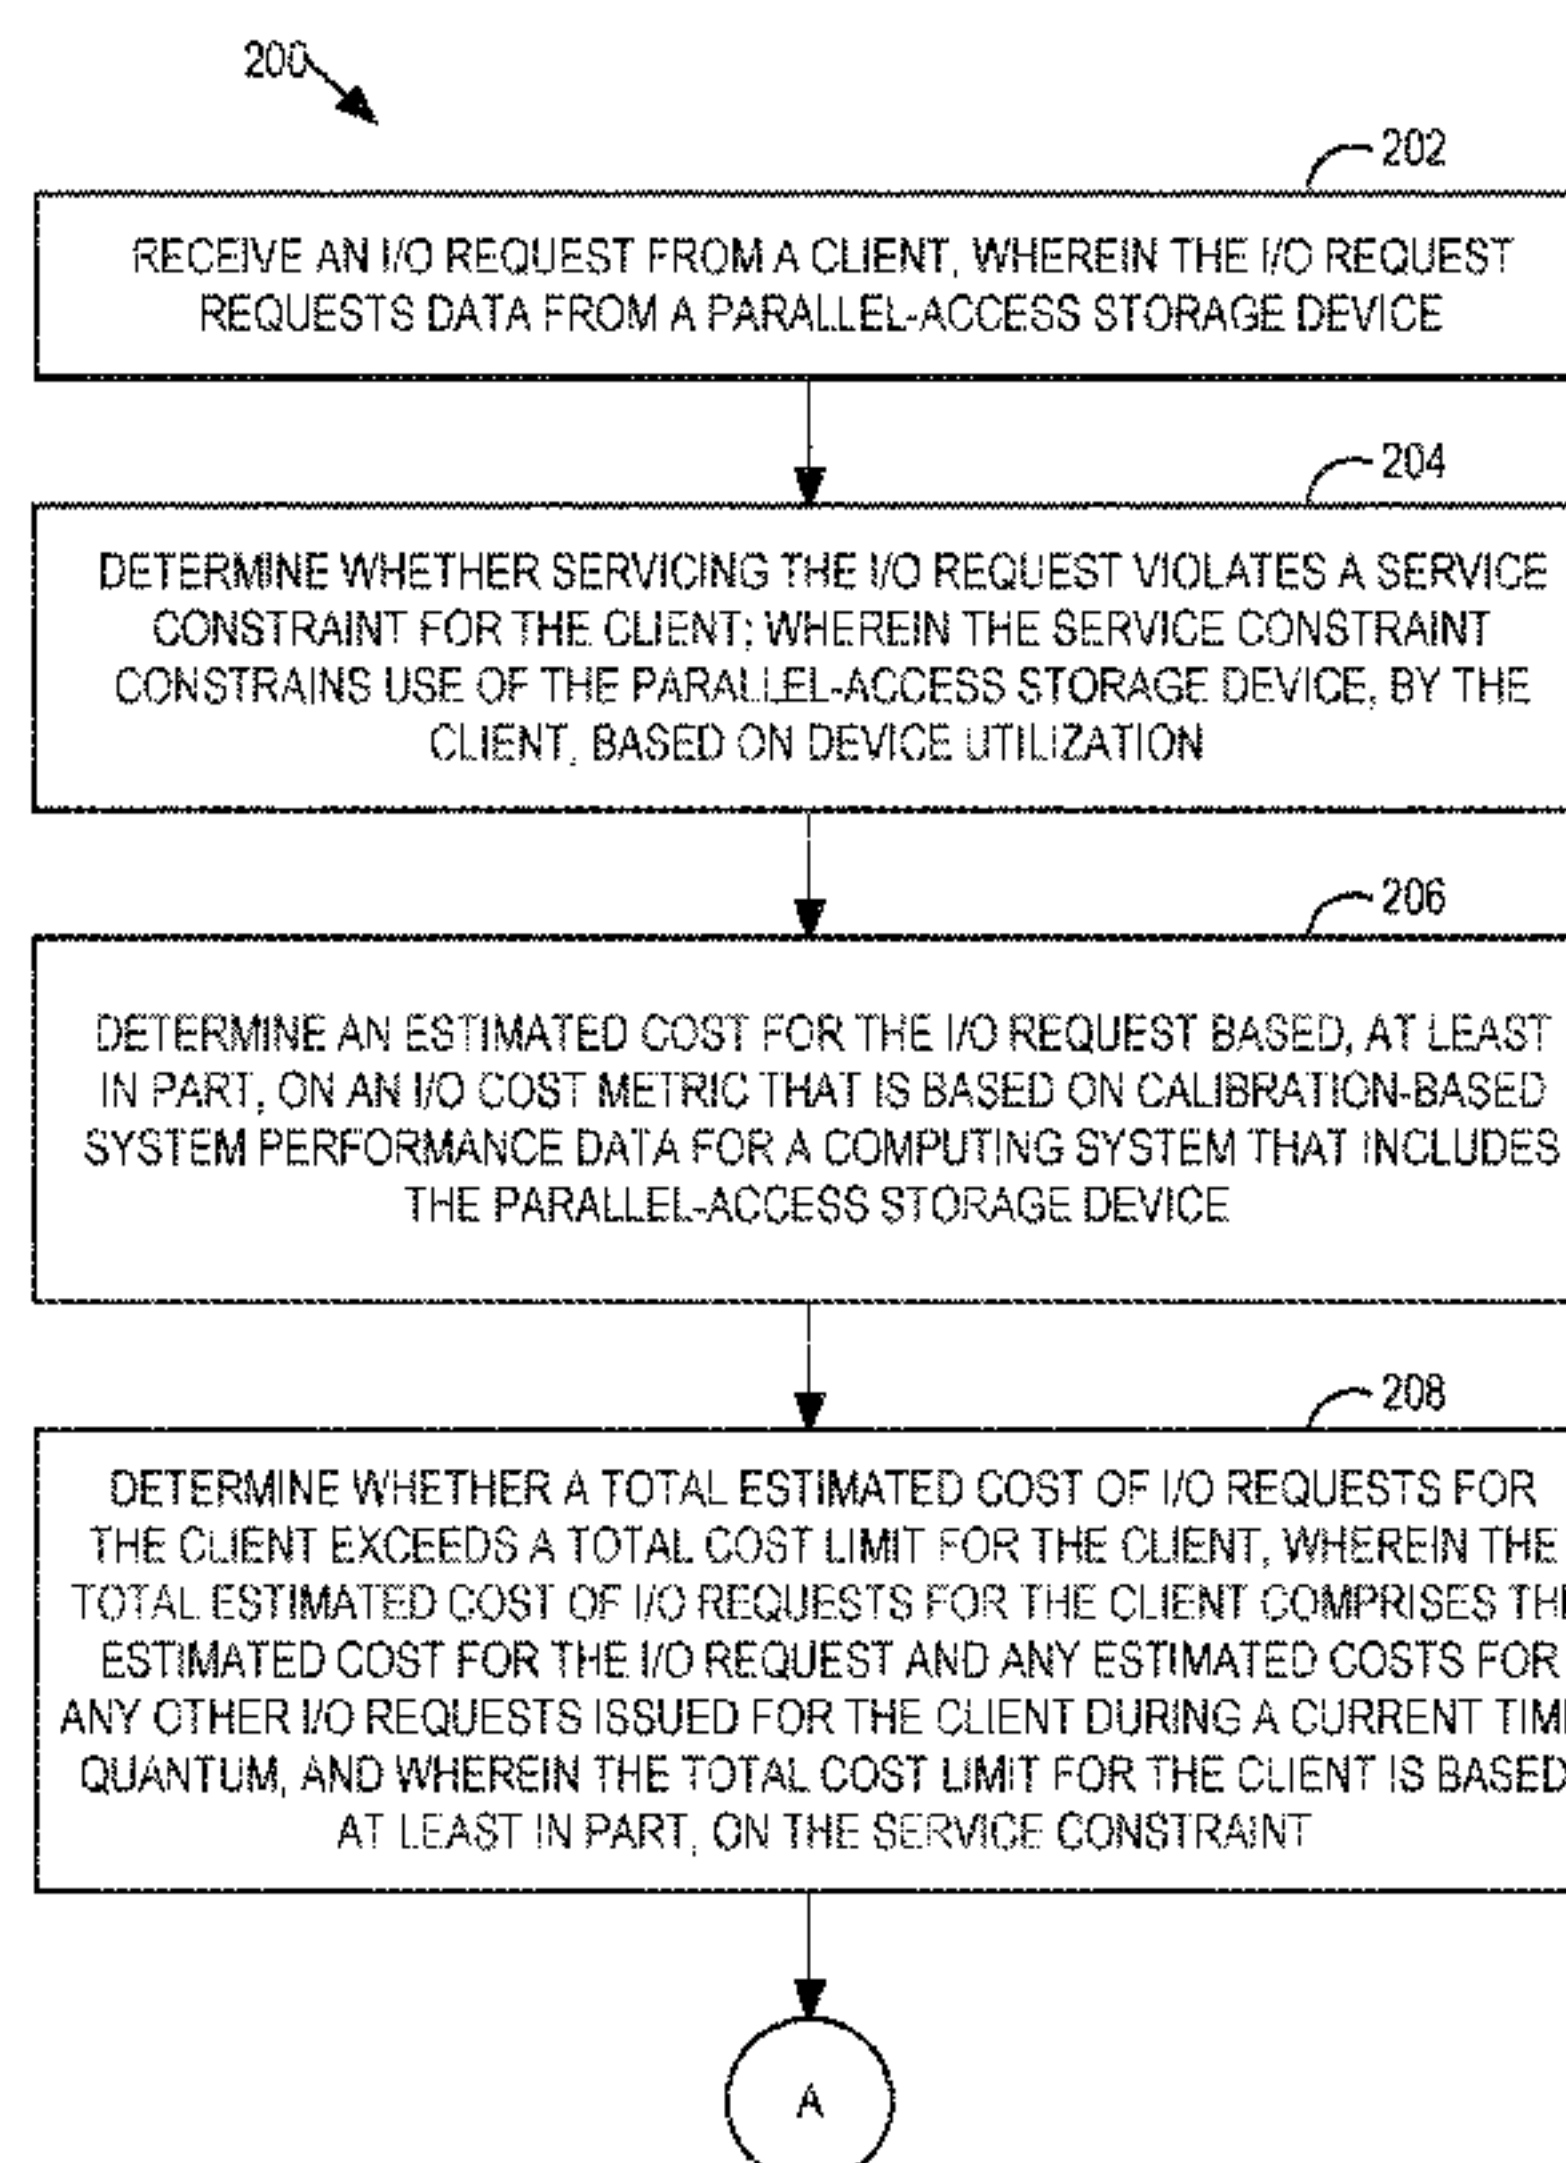 200
202
RECEIVE AN I/O REQUEST FROM A CLIENT, WHEREIN THE I/O REQUEST
REQUESTS DATA FROM A PARALLEL-ACCESS STORAGE DEVICE
204
DETERMINE WHETHER SERVICING THE I/O REQUEST VIOLATES A SERVICE
CONSTRAINT FOR THE CLIENT; WHEREIN THE SERVICE CONSTRAINT
CONSTRAINS USE OF THE PARALLEL-ACCESS STORAGE DEVICE, BY THE
CLIENT, BASED ON DEVICE UTILIZATION
206
DETERMINE AN ESTIMATED COST FOR THE I/O REQUEST BASED, AT LEAST
IN PART, ON AN I/O COST METRIC THAT IS BASED ON CALIBRATION-BASED
SYSTEM PERFORMANCE DATA FOR A COMPUTING SYSTEM THAT INCLUDES
THE PARALLEL-ACCESS STORAGE DEVICE
208
DETERMINE WHETHER A TOTAL ESTIMATED COST OF I/O REQUESTS FOR
THE CLIENT EXCEEDS A TOTAL COST LIMIT FOR THE CLIENT, WHEREIN THE
TOTAL ESTIMATED COST OF I/O REQUESTS FOR THE CLIENT COMPRISES THE
ESTIMATED COST FOR THE I/O REQUEST AND ANY ESTIMATED COSTS FOR
ANY OTHER I/O REQUESTS ISSUED FOR THE CLIENT DURING A CURRENT TIM
QUANTUM, AND WHEREIN THE TOTAL COST LIMIT FOR THE CLIENT IS BASED
AT LEAST IN PART, ON THE SERVICE CONSTRAINT
A